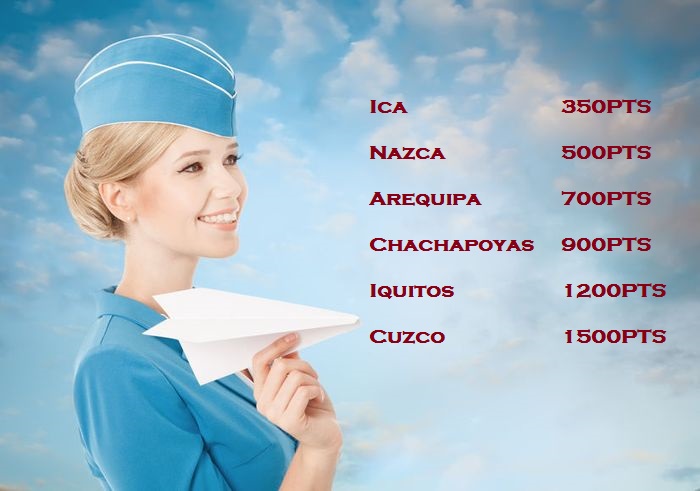 Ica 350PTS
Nazca 500PTS
Arequipa 700PTS
Chachapoyas 900PTS
Iquitos 1200PTS
Cuzco 1500PTS